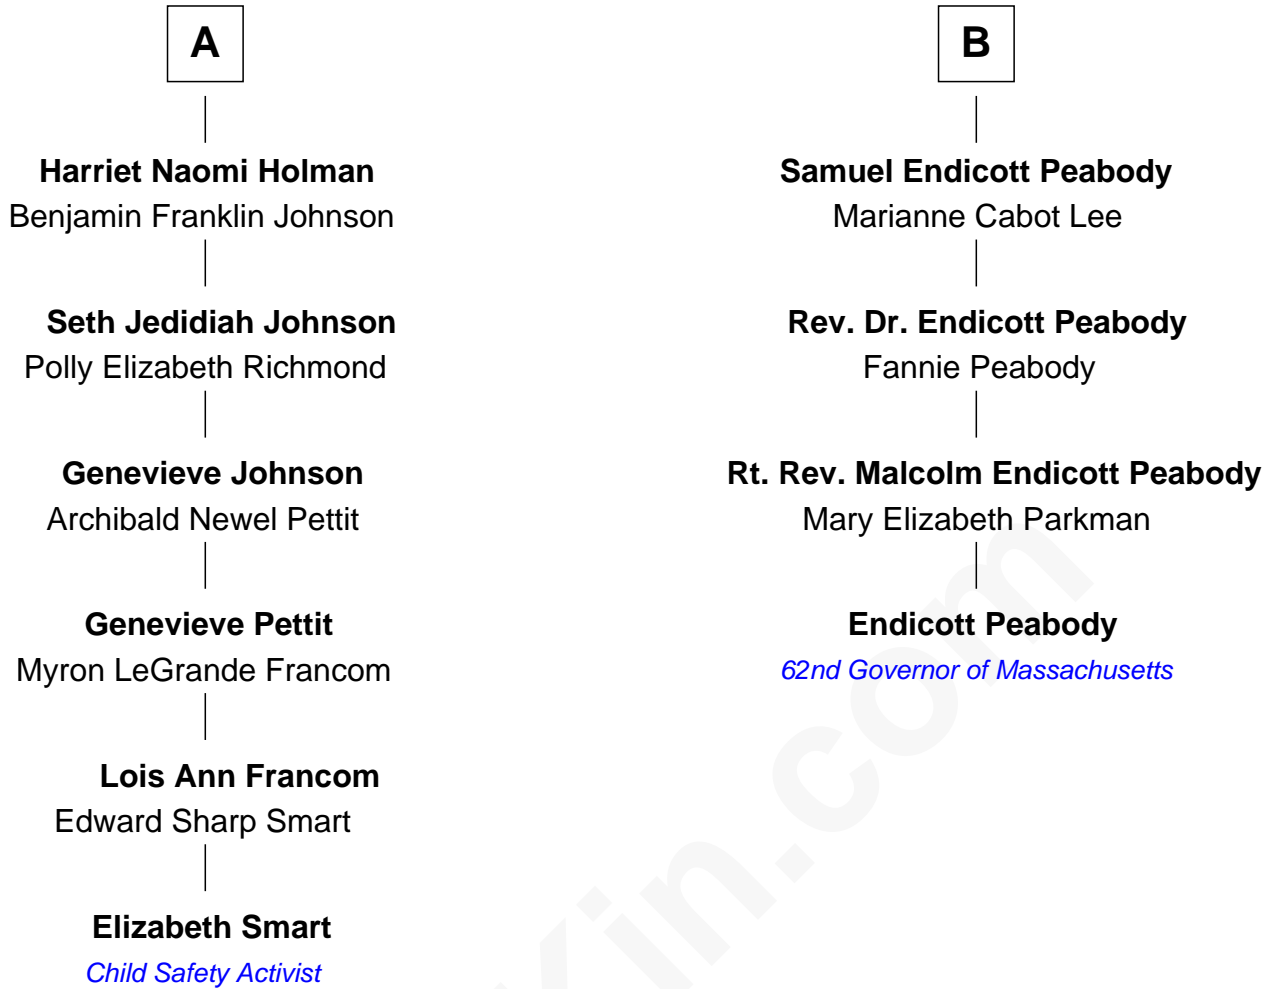 A
Harriet Naomi Holman
Benjamin Franklin Johnson
Seth Jedidiah Johnson
Polly Elizabeth Richmond
Genevieve Johnson
Archibald Newel Pettit
Genevieve Pettit
Myron LeGrande Francom
Lois Ann Francom
Edward Sharp Smart
Elizabeth Smart
Child Safety Activist
B
Samuel Endicott Peabody
Marianne Cabot Lee
Rev. Dr. Endicott Peabody
Fannie Peabody
Rt. Rev. Malcolm Endicott Peabody
Mary Elizabeth Parkman
Endicott Peabody
62nd Governor of Massachusetts
Kin.com